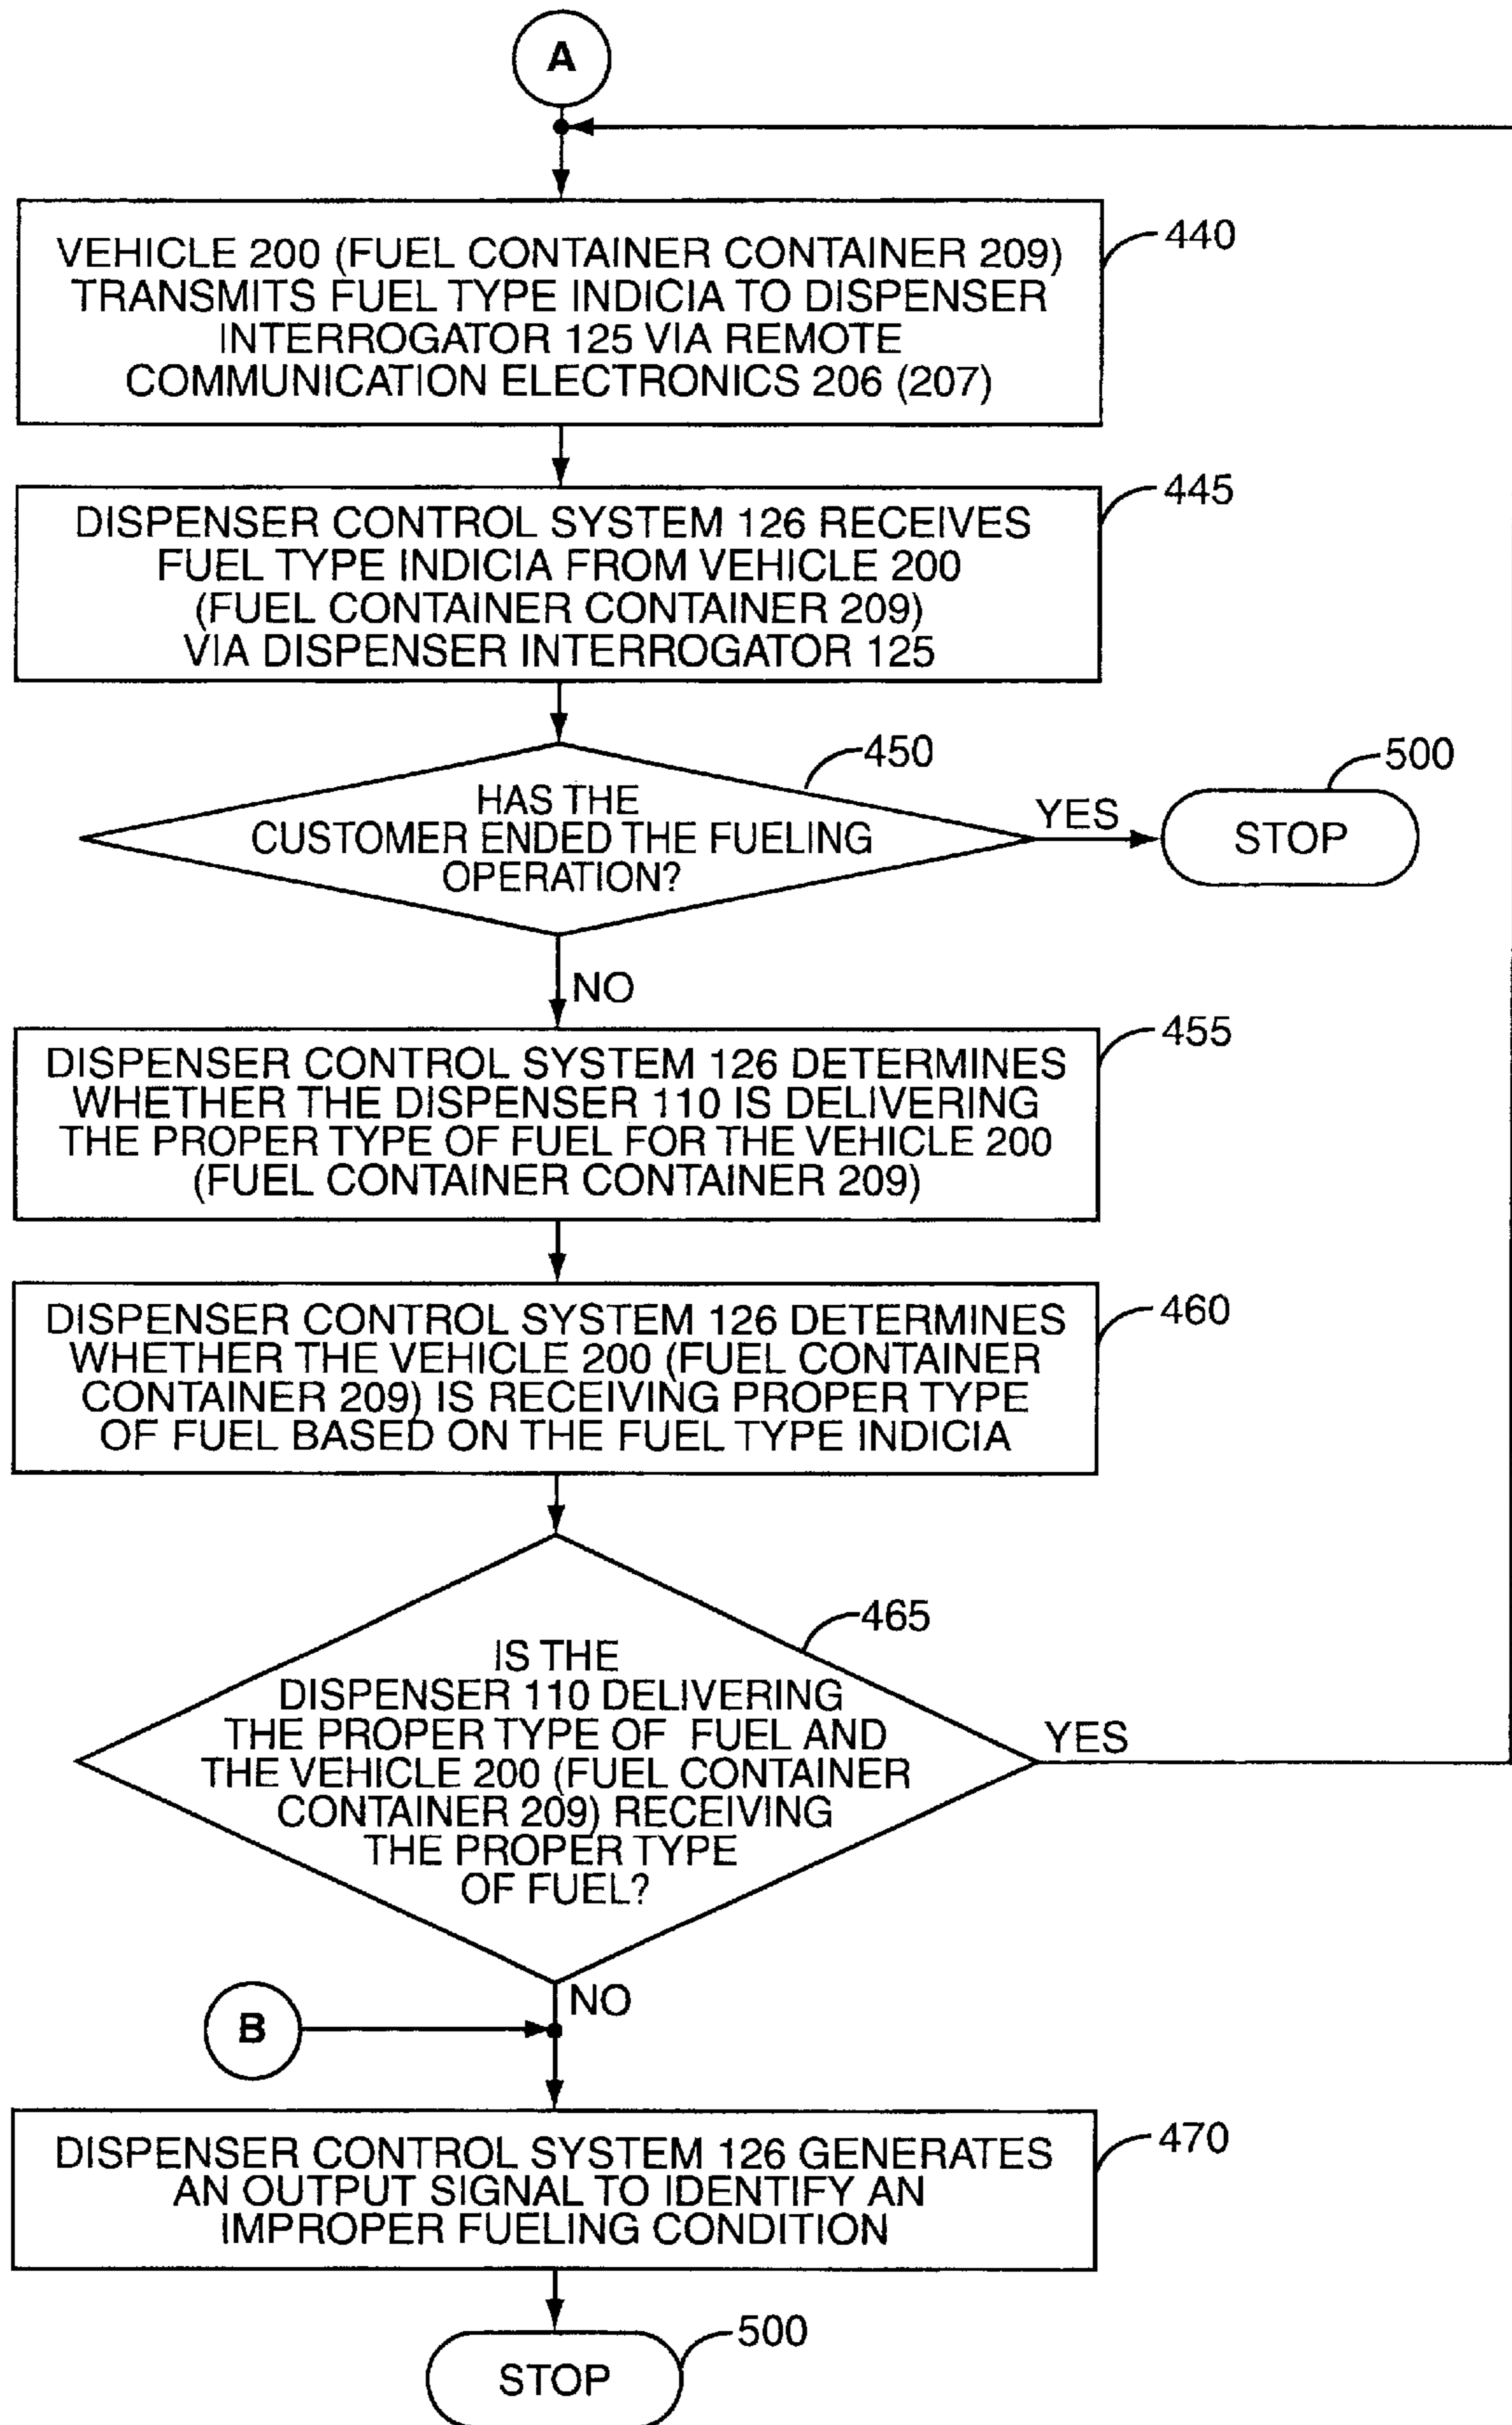 A
VEHICLE 200 (FUEL CONTAINER CONTAINER 209)
TRANSMITS FUEL TYPE INDICIA TO DISPENSER
INTERROGATOR 125 VIA REMOTE
COMMUNICATION ELECTRONICS 206 (207)
440
DISPENSER CONTROL SYSTEM 126 RECEIVES
FUEL TYPE INDICIA FROM VEHICLE 200
(FUEL CONTAINER CONTAINER 209)
VIA DISPENSER INTERROGATOR 125
445
HAS THE
CUSTOMER ENDED THE FUELING
OPERATION?
450
YES
STOP
500
NO
DISPENSER CONTROL SYSTEM 126 DETERMINES
WHETHER THE DISPENSER 110 IS DELIVERING
THE PROPER TYPE OF FUEL FOR THE VEHICLE 200
(FUEL CONTAINER CONTAINER 209)
455
DISPENSER CONTROL SYSTEM 126 DETERMINES
WHETHER THE VEHICLE 200 (FUEL CONTAINER
CONTAINER 209) IS RECEIVING PROPER TYPE
OF FUEL BASED ON THE FUEL TYPE INDICIA
460
IS THE
DISPENSER 110 DELIVERING
THE PROPER TYPE OF FUEL AND
THE VEHICLE 200 (FUEL CONTAINER
CONTAINER 209) RECEIVING
THE PROPER TYPE
OF FUEL?
465
YES
NO
B
DISPENSER CONTROL SYSTEM 126 GENERATES
AN OUTPUT SIGNAL TO IDENTIFY AN
IMPROPER FUELING CONDITION
470
STOP
500